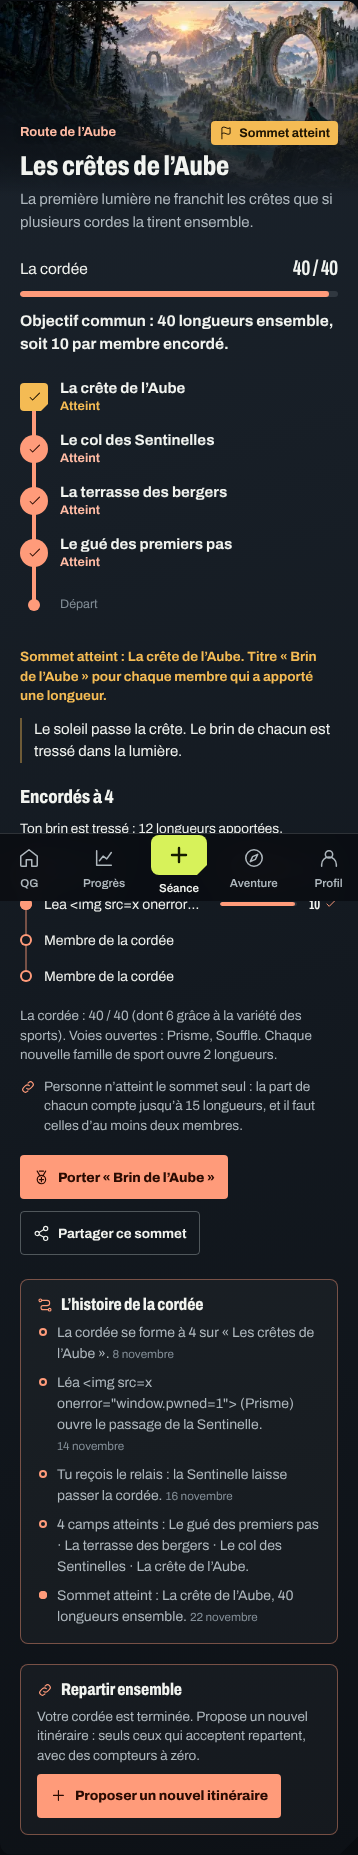 Route de l’Aube
Sommet atteint
Les crêtes de l’Aube
La première lumière ne franchit les crêtes que si
plusieurs cordes la tirent ensemble.
La cordée
40 / 40
Objectif commun : 40 longueurs ensemble,
soit 10 par membre encordé.
La crête de l’Aube
Atteint
Le col des Sentinelles
Atteint
La terrasse des bergers
Atteint
Le gué des premiers pas
Atteint
Départ
Sommet atteint : La crête de l’Aube. Titre « Brin
de l’Aube » pour chaque membre qui a apporté
une longueur.
Le soleil passe la crête. Le brin de chacun est
tressé dans la lumière.
Encordés à 4
Ton brin est tressé : 12 longueurs apportées.
QG
Progrès
Séance
Aventure
Profil
Léa <img src=x onerror…
10
Membre de la cordée
Membre de la cordée
La cordée : 40 / 40 (dont 6 grâce à la variété des
sports). Voies ouvertes : Prisme, Souffle. Chaque
nouvelle famille de sport ouvre 2 longueurs.
Personne n’atteint le sommet seul : la part de
chacun compte jusqu’à 15 longueurs, et il faut
celles d’au moins deux membres.
Porter « Brin de l’Aube »
Partager ce sommet
L’histoire de la cordée
La cordée se forme à 4 sur « Les crêtes de
l’Aube ». 8 novembre
Léa <img src=x
onerror="window.pwned=1"> (Prisme)
ouvre le passage de la Sentinelle.
14 novembre
Tu reçois le relais : la Sentinelle laisse
passer la cordée. 16 novembre
4 camps atteints : Le gué des premiers pas
· La terrasse des bergers · Le col des
Sentinelles · La crête de l’Aube.
Sommet atteint : La crête de l’Aube, 40
longueurs ensemble. 22 novembre
Repartir ensemble
Votre cordée est terminée. Propose un nouvel
itinéraire : seuls ceux qui acceptent repartent,
avec des compteurs à zéro.
Proposer un nouvel itinéraire